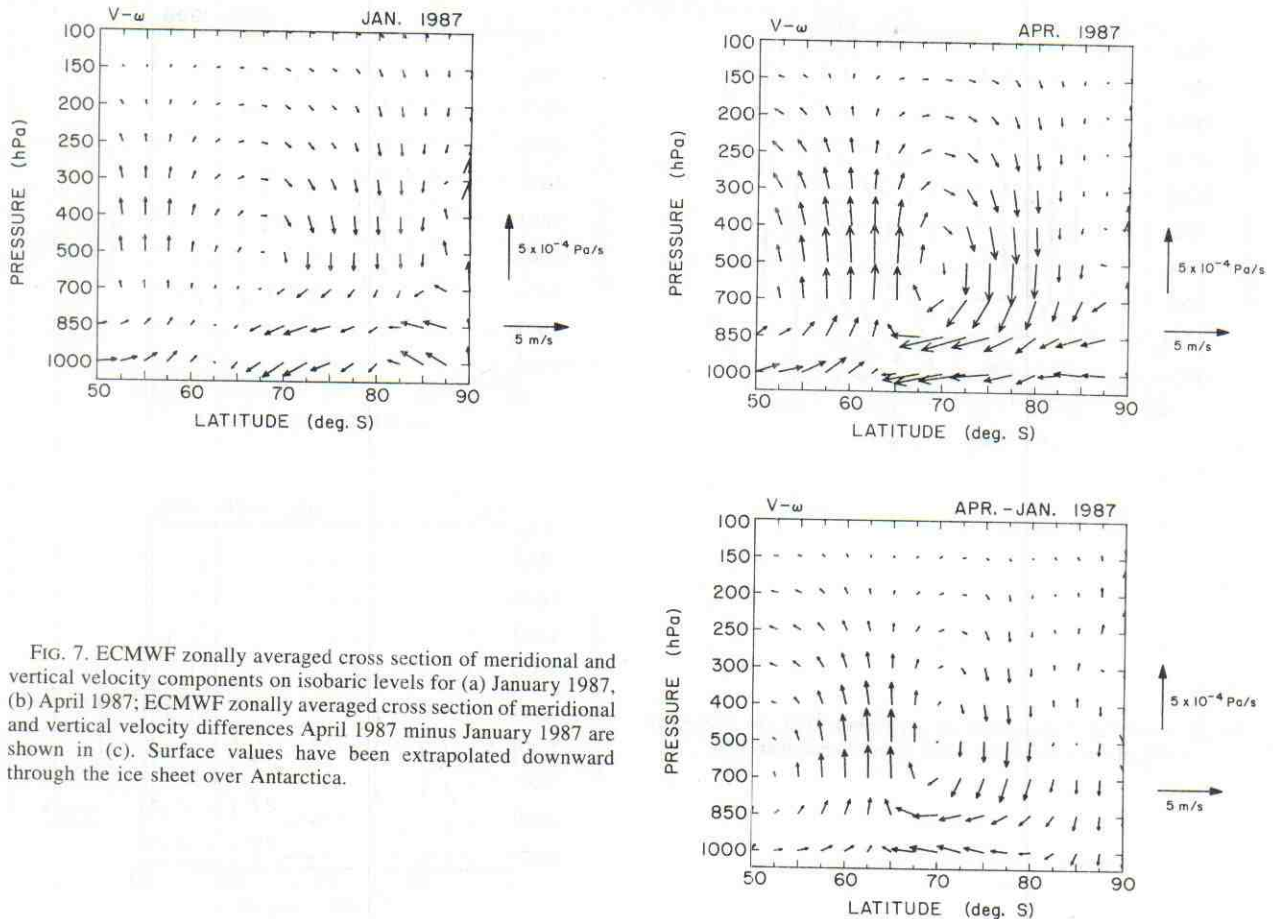 V-ω JAN. 1987
100
150
200
250
300
400
500
700
850
1000
PRESSURE (hPa)
50 60 70 80 90
LATITUDE (deg. S)
5 x 10⁻⁴ Pa/s
5 m/s
V-ω APR. 1987
100
150
200
250
300
400
500
700
850
1000
PRESSURE (hPa)
50 60 70 80 90
LATITUDE (deg. S)
5 x 10⁻⁴ Pa/s
5 m/s
V-ω APR.-JAN. 1987
100
150
200
250
300
400
500
700
850
1000
PRESSURE (hPa)
50 60 70 80 90
LATITUDE (deg. S)
5 x 10⁻⁴ Pa/s
5 m/s
FIG. 7. ECMWF zonally averaged cross section of meridional and
vertical velocity components on isobaric levels for (a) January 1987,
(b) April 1987; ECMWF zonally averaged cross section of meridional
and vertical velocity differences April 1987 minus January 1987 are
shown in (c). Surface values have been extrapolated downward
through the ice sheet over Antarctica.